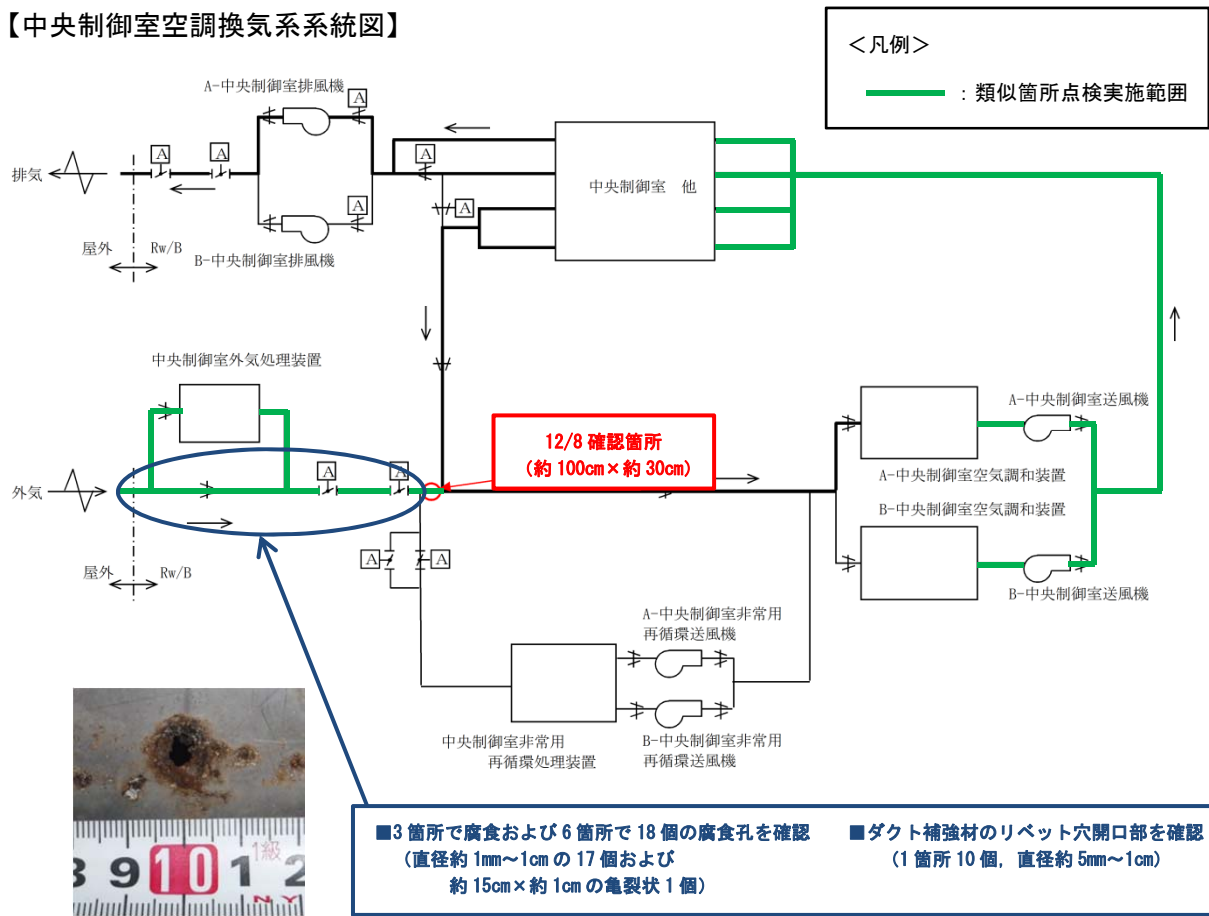 【中央制御室空調換気系系統図】
＜凡例＞
：類似箇所点検実施範囲
A-中央制御室排風機
A
A
A
A
排気
中央制御室　他
A
A
屋外
Rw/B
B-中央制御室排風機
中央制御室外気処理装置
12/8 確認箇所
（約 100cm×約 30cm）
A-中央制御室送風機
A
A
外気
A-中央制御室空気調和装置
B-中央制御室空気調和装置
A
A
屋外
Rw/B
B-中央制御室送風機
A-中央制御室非常用
再循環送風機
中央制御室非常用
再循環処理装置
B-中央制御室非常用
再循環送風機
■3 箇所で腐食および 6 箇所で 18 個の腐食孔を確認
（直径約 1mm～1cm の 17 個および
約 15cm×約 1cm の亀裂状 1 個）
■ダクト補強材のリベット穴開口部を確認
（1 箇所 10 個，直径約 5mm～1cm）
1級
8 9 10 1 2
N Y